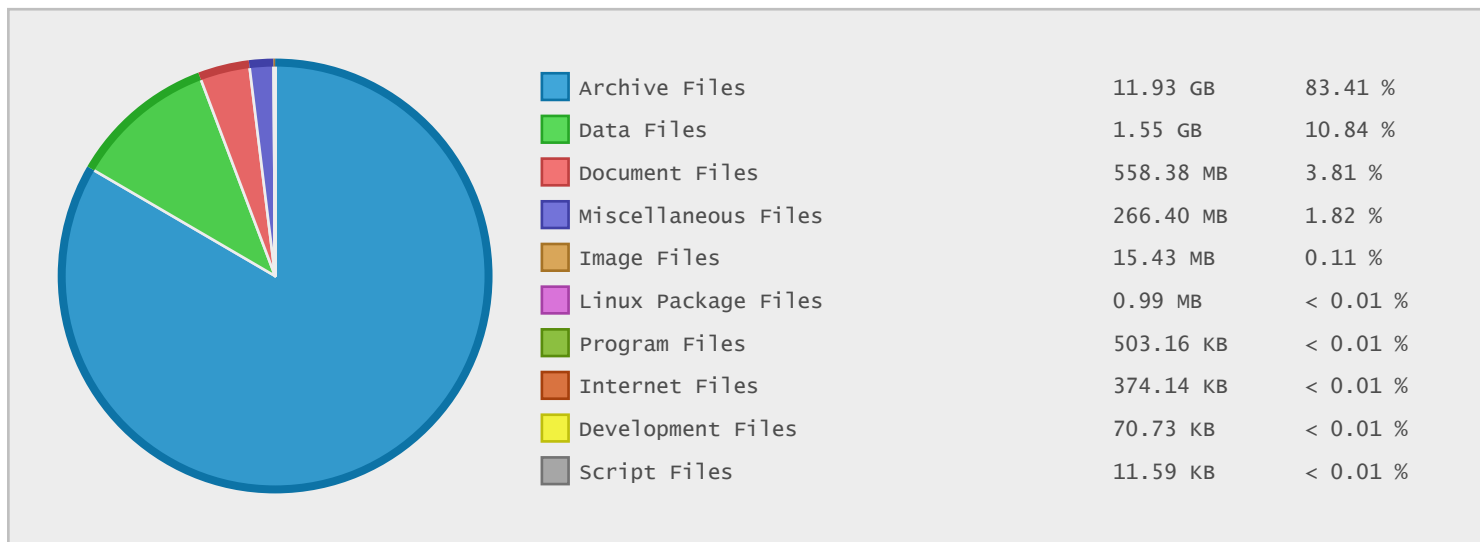 Archive Files 11.93 GB 83.41 %
Data Files 1.55 GB 10.84 %
Document Files 558.38 MB 3.81 %
Miscellaneous Files 266.40 MB 1.82 %
Image Files 15.43 MB 0.11 %
Linux Package Files 0.99 MB < 0.01 %
Program Files 503.16 KB < 0.01 %
Internet Files 374.14 KB < 0.01 %
Development Files 70.73 KB < 0.01 %
Script Files 11.59 KB < 0.01 %